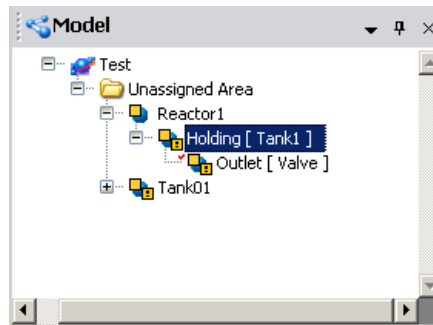 Model
Test
Unassigned Area
Reactor1
Holding [ Tank1 ]
Outlet [ Valve ]
Tank01